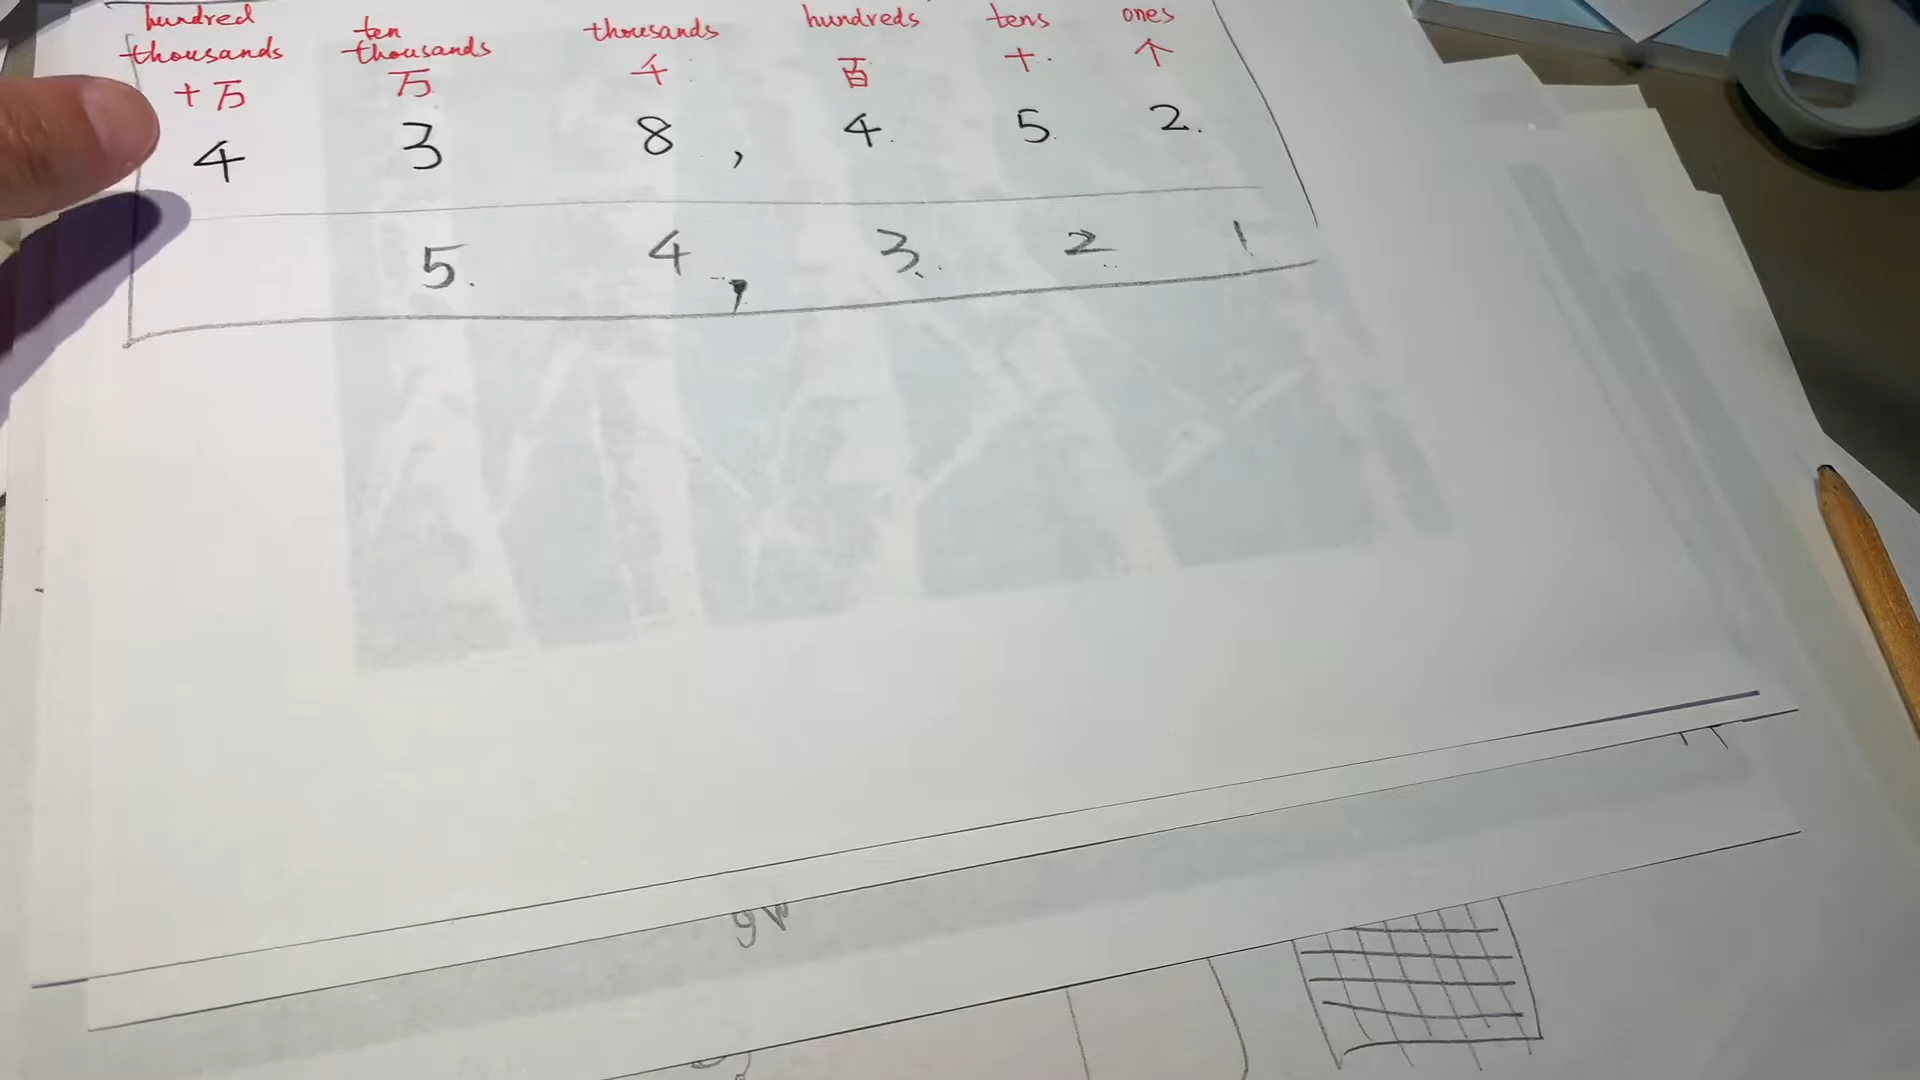 hundred thousands ten thousands thousands hundreds tens ones
十万 万 千 百 十 个
4 3 8 , 4 5 2
5 4 , 3 2 1